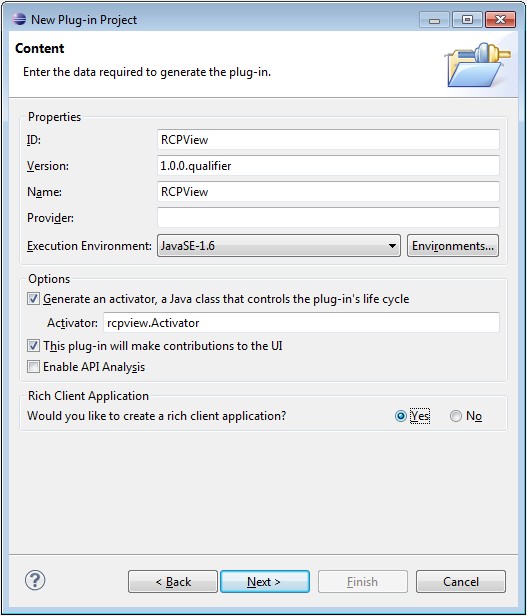 New Plug-in Project
Content
Enter the data required to generate the plug-in.
Properties
ID: RCPView
Version: 1.0.0.qualifier
Name: RCPView
Provider:
Execution Environment: JavaSE-1.6 Environments...
Options
Generate an activator, a Java class that controls the plug-in's life cycle
Activator: rcpview.Activator
This plug-in will make contributions to the UI
Enable API Analysis
Rich Client Application
Would you like to create a rich client application? Yes No
? < Back Next > Finish Cancel